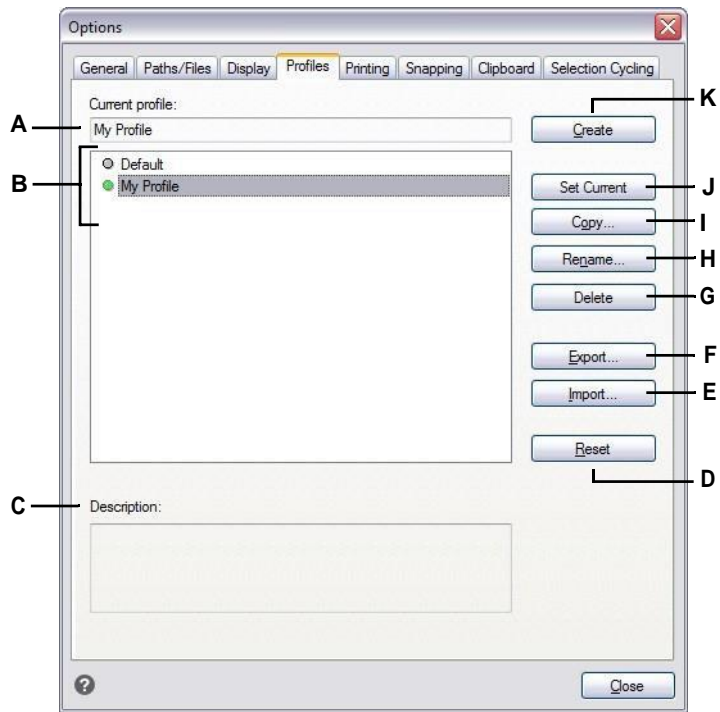 Options
General Paths/Files Display Profiles Printing Snapping Clipboard Selection Cycling
Current profile:
K
A
My Profile
Create
B
Default
My Profile
Set Current
J
Copy...
I
Rename...
H
Delete
G
Export...
F
Import...
E
Reset
D
C
Description:
?
Close